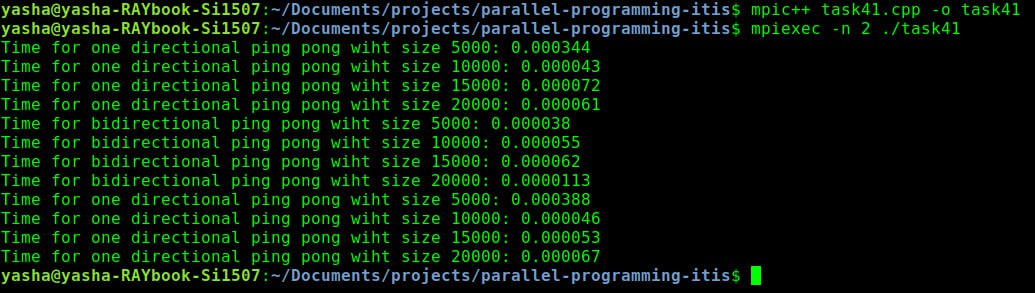 yasha@yasha-RAYbook-Si1507:~/Documents/projects/parallel-programming-itis$ mpic++ task41.cpp -o task41
yasha@yasha-RAYbook-Si1507:~/Documents/projects/parallel-programming-itis$ mpiexec -n 2 ./task41
Time for one directional ping pong wiht size 5000: 0.000344
Time for one directional ping pong wiht size 10000: 0.000043
Time for one directional ping pong wiht size 15000: 0.000072
Time for one directional ping pong wiht size 20000: 0.000061
Time for bidirectional ping pong wiht size 5000: 0.000038
Time for bidirectional ping pong wiht size 10000: 0.000055
Time for bidirectional ping pong wiht size 15000: 0.000062
Time for bidirectional ping pong wiht size 20000: 0.0000113
Time for one directional ping pong wiht size 5000: 0.000388
Time for one directional ping pong wiht size 10000: 0.000046
Time for one directional ping pong wiht size 15000: 0.000053
Time for one directional ping pong wiht size 20000: 0.000067
yasha@yasha-RAYbook-Si1507:~/Documents/projects/parallel-programming-itis$